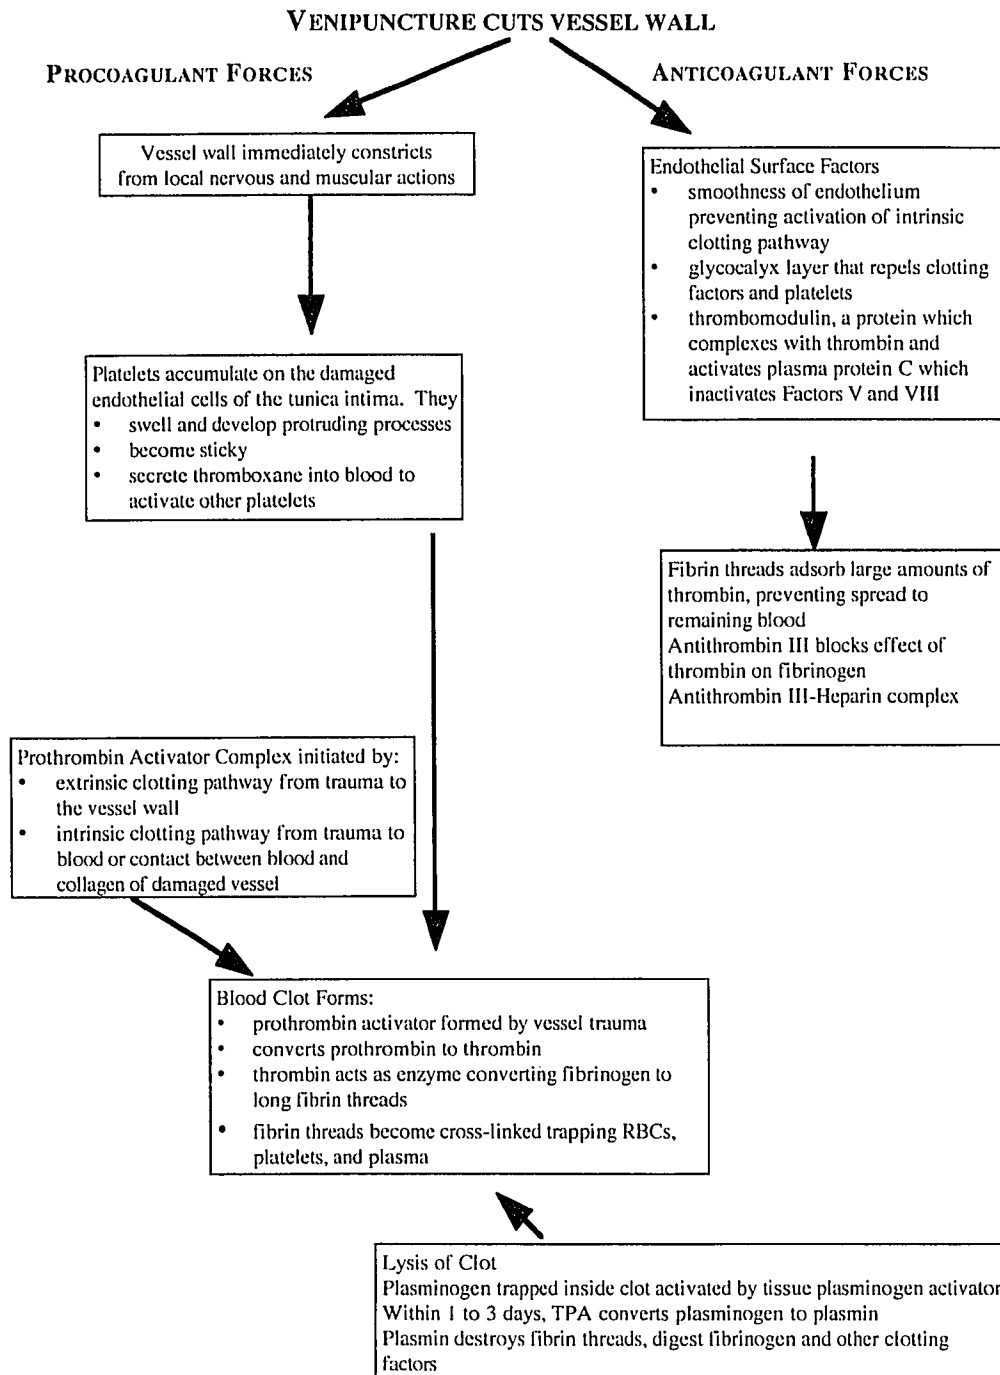 VENIPUNCTURE CUTS VESSEL WALL
PROCOAGULANT FORCES
ANTICOAGULANT FORCES
Vessel wall immediately constricts
from local nervous and muscular actions
Endothelial Surface Factors
• smoothness of endothelium
preventing activation of intrinsic
clotting pathway
• glycocalyx layer that repels clotting
factors and platelets
• thrombomodulin, a protein which
complexes with thrombin and
activates plasma protein C which
inactivates Factors V and VIII
Platelets accumulate on the damaged
endothelial cells of the tunica intima. They
• swell and develop protruding processes
• become sticky
• secrete thromboxane into blood to
activate other platelets
Fibrin threads adsorb large amounts of
thrombin, preventing spread to
remaining blood
Antithrombin III blocks effect of
thrombin on fibrinogen
Antithrombin III-Heparin complex
Prothrombin Activator Complex initiated by:
• extrinsic clotting pathway from trauma to
the vessel wall
• intrinsic clotting pathway from trauma to
blood or contact between blood and
collagen of damaged vessel
Blood Clot Forms:
• prothrombin activator formed by vessel trauma
• converts prothrombin to thrombin
• thrombin acts as enzyme converting fibrinogen to
long fibrin threads
• fibrin threads become cross-linked trapping RBCs,
platelets, and plasma
Lysis of Clot
Plasminogen trapped inside clot activated by tissue plasminogen activator
Within 1 to 3 days, TPA converts plasminogen to plasmin
Plasmin destroys fibrin threads, digest fibrinogen and other clotting
factors